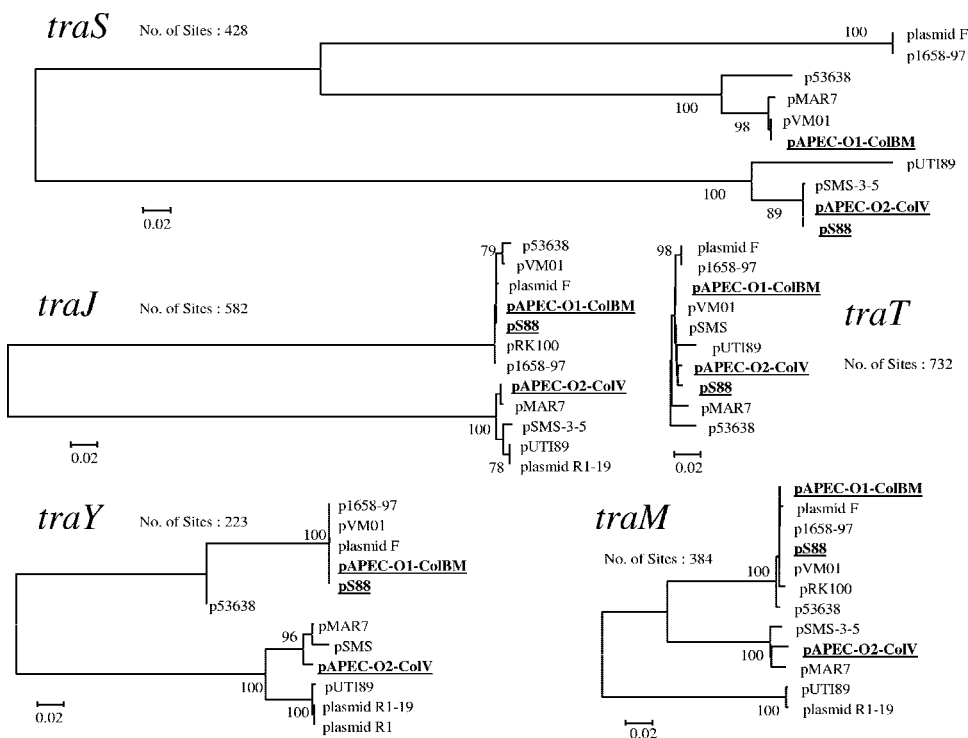 traS No. of Sites : 428
100
plasmid F
p1658-97
p53638
100
pMAR7
98
pVM01
pAPEC-O1-ColBM
pUTI89
100
pSMS-3-5
89
pAPEC-O2-ColV
pS88
0.02
traJ No. of Sites : 582
79
p53638
pVM01
plasmid F
pAPEC-O1-ColBM
pS88
pRK100
p1658-97
pAPEC-O2-ColV
pMAR7
100
pSMS-3-5
pUTI89
78
plasmid R1-19
0.02
traT
No. of Sites : 732
98
plasmid F
p1658-97
pAPEC-O1-ColBM
pVM01
pSMS
pUTI89
pAPEC-O2-ColV
pS88
pMAR7
p53638
0.02
traY No. of Sites : 223
p1658-97
pVM01
100
plasmid F
pAPEC-O1-ColBM
pS88
p53638
pMAR7
96
pSMS
pAPEC-O2-ColV
100
pUTI89
100
plasmid R1-19
plasmid R1
0.02
traM
No. of Sites : 384
pAPEC-O1-ColBM
plasmid F
p1658-97
pS88
100
pVM01
pRK100
p53638
pSMS-3-5
pAPEC-O2-ColV
100
pMAR7
pUTI89
100
plasmid R1-19
0.02